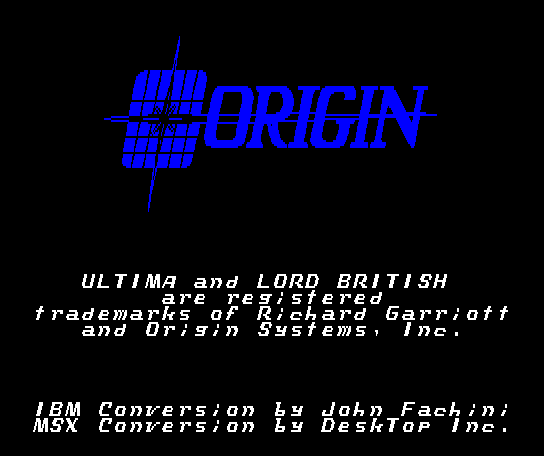 ORIGIN
ULTIMA and LORD BRITISH
are registered
trademarks of Richard Garriott
and Origin Systems, Inc.
IBM Conversion by John Fachini
MSX Conversion by DeskTop Inc.